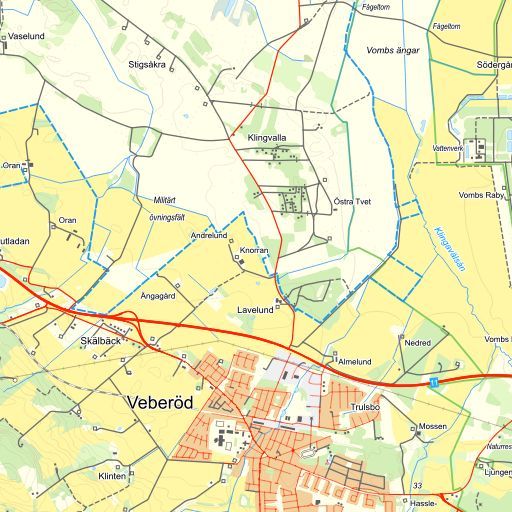 Fågeltorn
Fågeltorn
Vaselund
Vombs ängar
Stigsåkra
Södergår
Klingvalla
Vattenverk
Oran
Militärt
övningsfält
Östra Tvet
Vombs Raby
Oran
Andrelund
Knorran
Klingavälsån
utladan
Ängagård
Lavelund
Skälbäck
Nedred
Vombs
Almelund
11
Veberöd
Trulsbo
Mossen
Naturres
Klinten
Ljungen
33
Hassle-